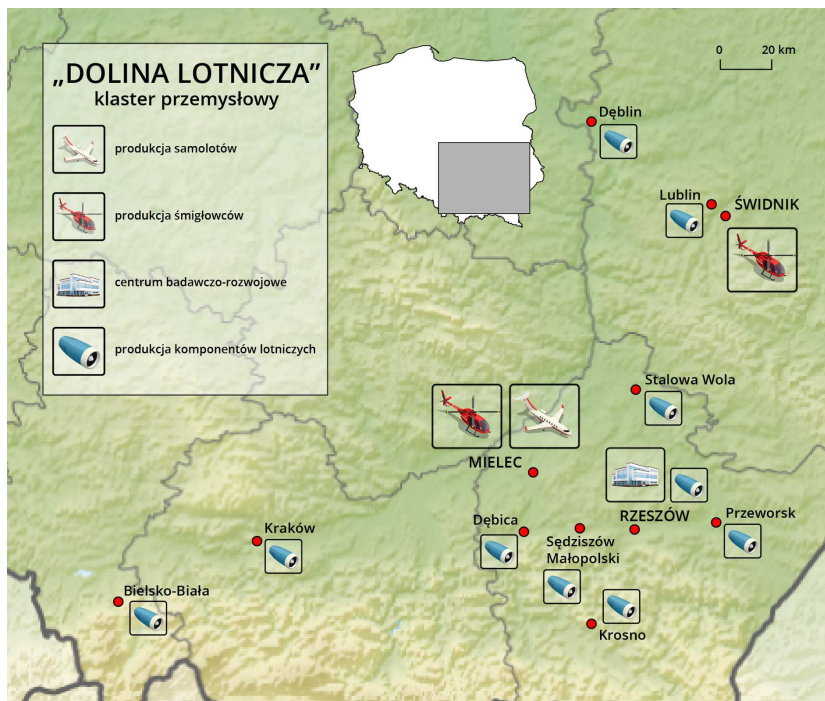 „DOLINA LOTNICZA”
klaster przemysłowy
produkcja samolotów
produkcja śmigłowców
centrum badawczo-rozwojowe
produkcja komponentów lotniczych
0 20 km
Dęblin
Lublin
ŚWIDNIK
Stalowa Wola
MIELEC
RZESZÓW
Przeworsk
Dębica
Sędziszów
Małopolski
Kraków
Bielsko-Biała
Krosno